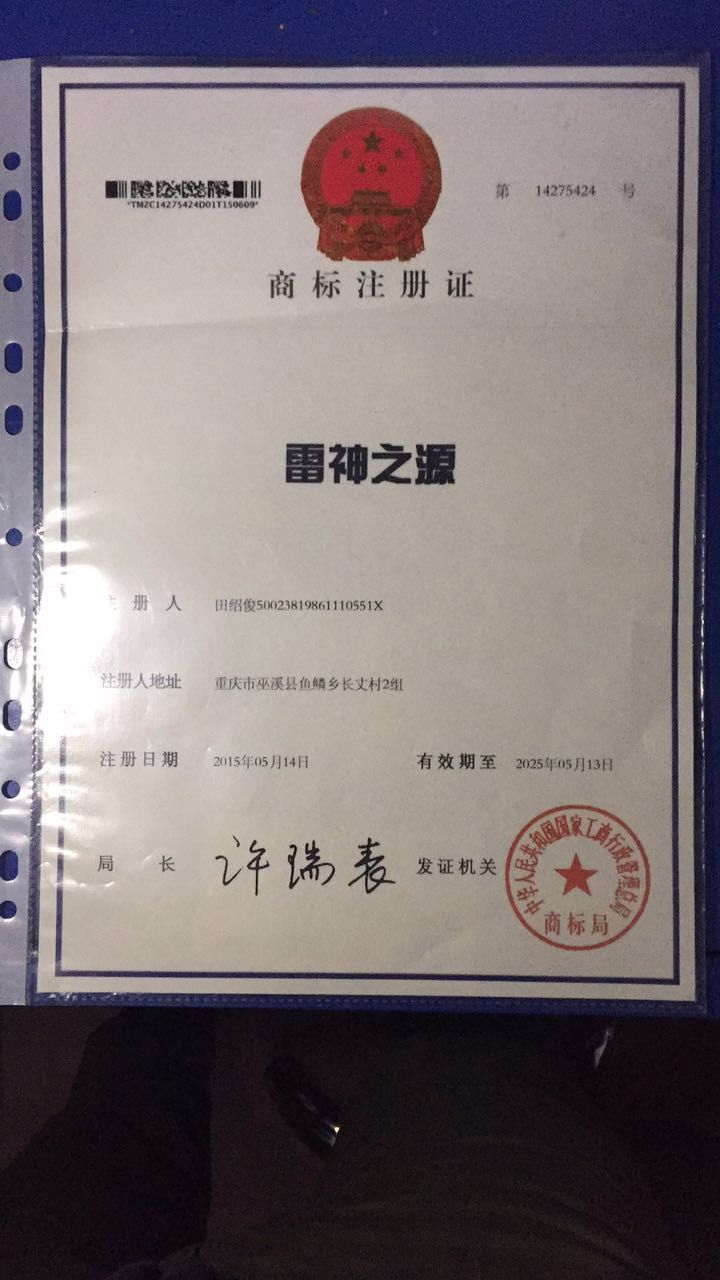 *TMZC14275424D01T150609*
第 14275424 号
商标注册证
雷神之源
注册人 田绍俊50023819861110551X
注册人地址 重庆市巫溪县鱼鳞乡长丈村2组
注册日期 2015年05月14日 有效期至 2025年05月13日
局长 许瑞表 发证机关
中华人民共和国国家工商行政管理总局
商标局